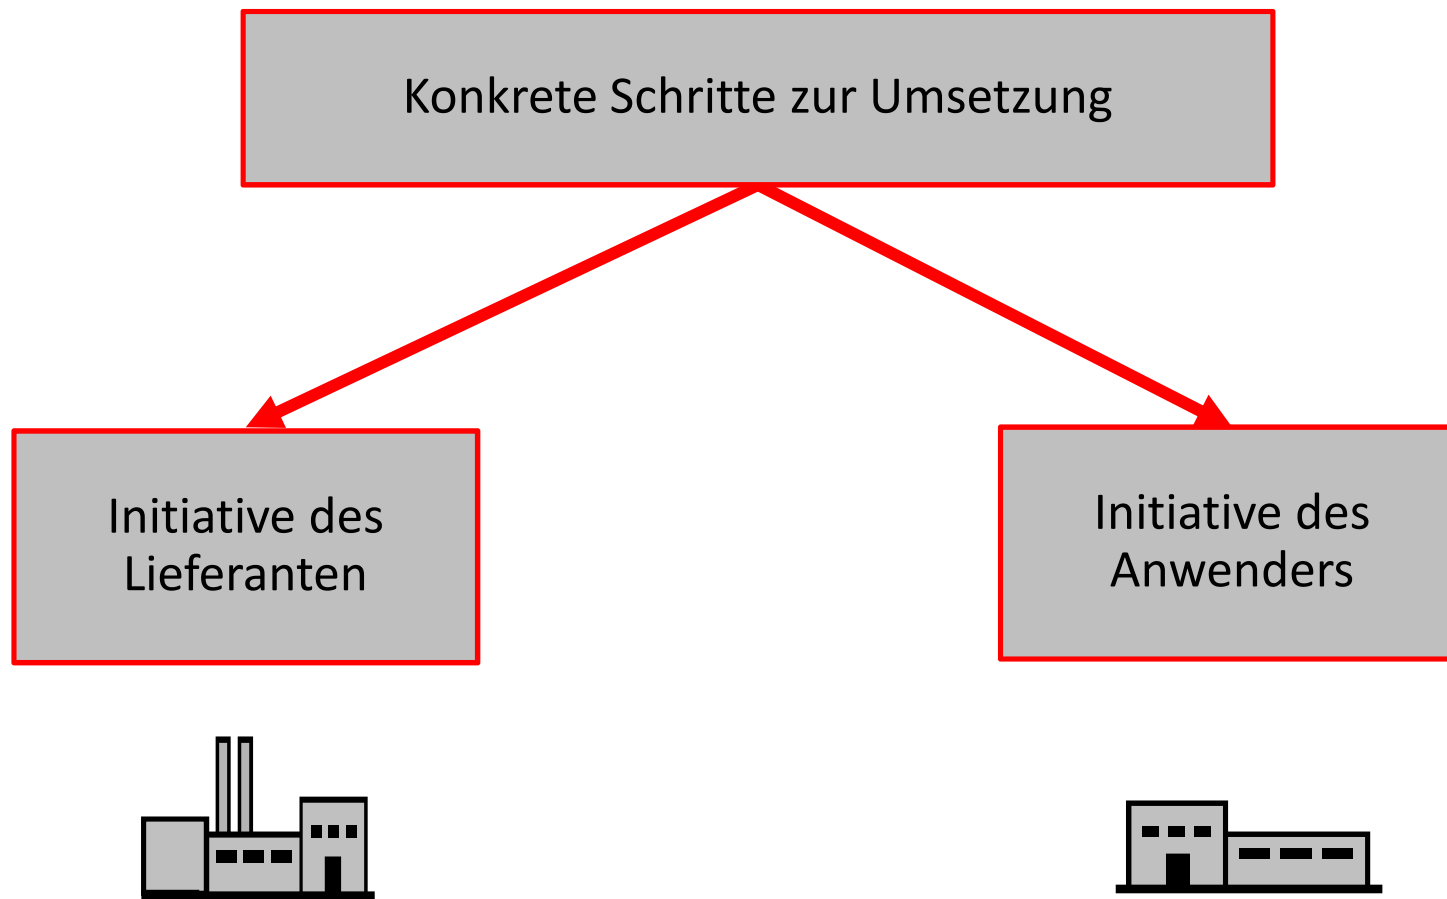 Konkrete Schritte zur Umsetzung
Initiative des
Lieferanten
Initiative des
Anwenders